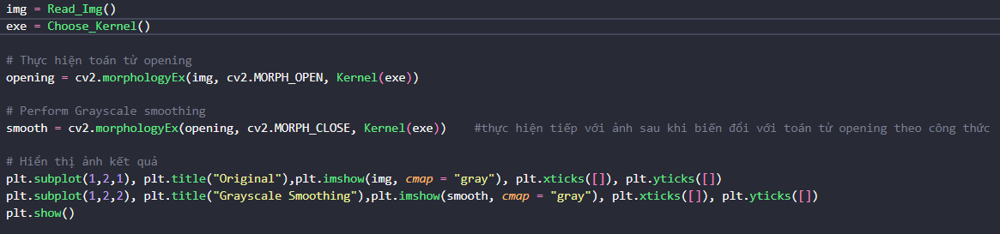 img = Read_Img()
exe = Choose_Kernel()
# Thực hiện toán tử opening
opening = cv2.morphologyEx(img, cv2.MORPH_OPEN, Kernel(exe))
# Perform Grayscale smoothing
smooth = cv2.morphologyEx(opening, cv2.MORPH_CLOSE, Kernel(exe))    #thực hiện tiếp với ảnh sau khi biến đổi với toán tử opening theo công thức
# Hiển thị ảnh kết quả
plt.subplot(1,2,1), plt.title("Original"),plt.imshow(img, cmap = "gray"), plt.xticks([]), plt.yticks([])
plt.subplot(1,2,2), plt.title("Grayscale Smoothing"),plt.imshow(smooth, cmap = "gray"), plt.xticks([]), plt.yticks([])
plt.show()